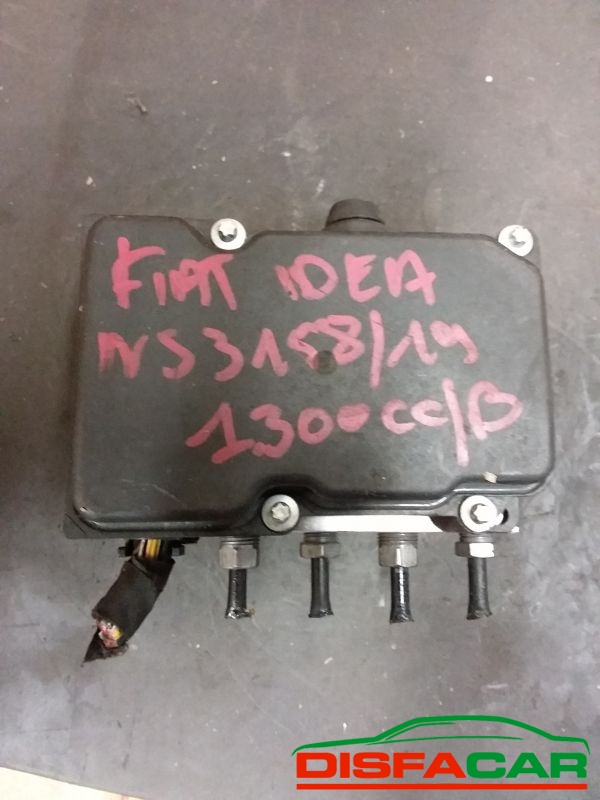 FIAT IDEA
NS3158/19
1300cc/B
DISFACAR